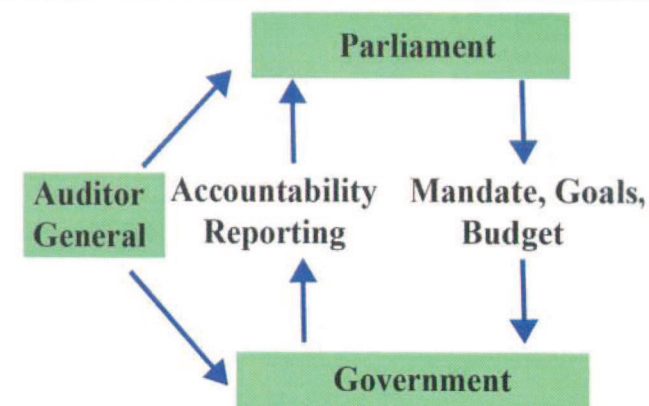 Parliament
Auditor
General
Accountability
Reporting
Mandate, Goals,
Budget
Government